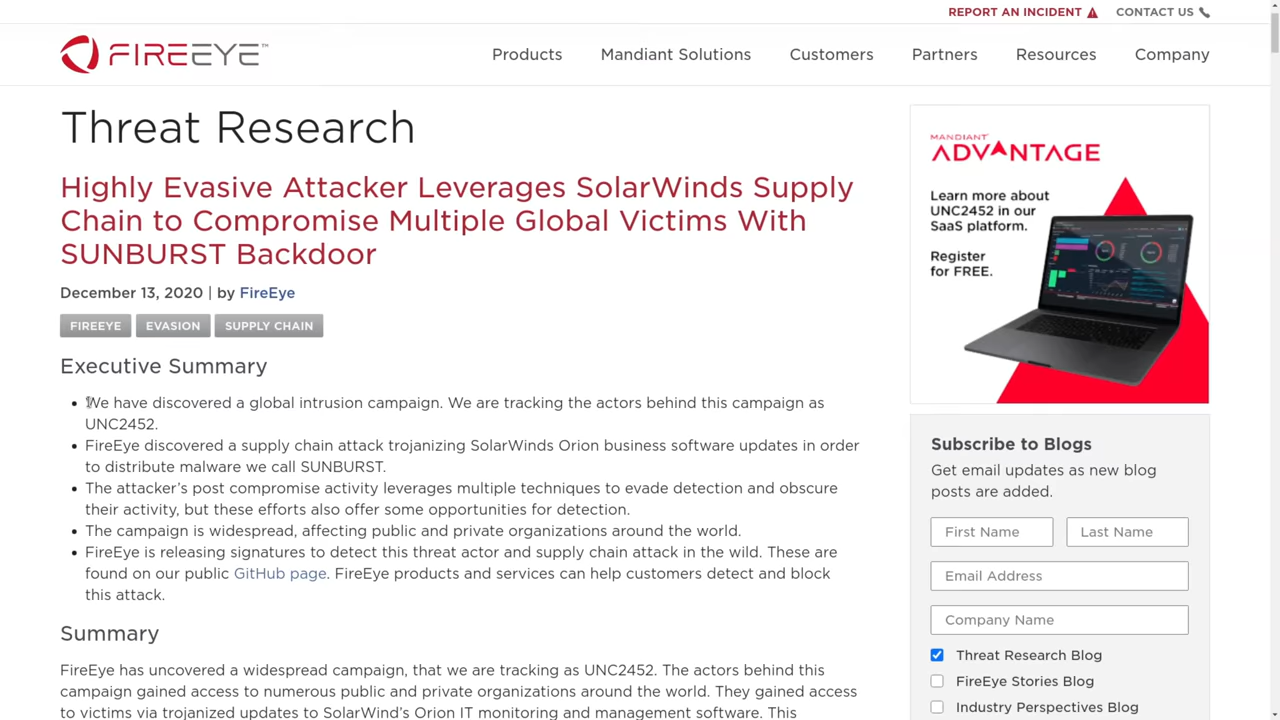 REPORT AN INCIDENT CONTACT US
FIREEYE™
Products Mandiant Solutions Customers Partners Resources Company
Threat Research
Highly Evasive Attacker Leverages SolarWinds Supply
Chain to Compromise Multiple Global Victims With
SUNBURST Backdoor
December 13, 2020 | by FireEye
FIREEYE EVASION SUPPLY CHAIN
Executive Summary
• We have discovered a global intrusion campaign. We are tracking the actors behind this campaign as
UNC2452.
• FireEye discovered a supply chain attack trojanizing SolarWinds Orion business software updates in order
to distribute malware we call SUNBURST.
• The attacker's post compromise activity leverages multiple techniques to evade detection and obscure
their activity, but these efforts also offer some opportunities for detection.
• The campaign is widespread, affecting public and private organizations around the world.
• FireEye is releasing signatures to detect this threat actor and supply chain attack in the wild. These are
found on our public GitHub page. FireEye products and services can help customers detect and block
this attack.
Summary
FireEye has uncovered a widespread campaign, that we are tracking as UNC2452. The actors behind this
campaign gained access to numerous public and private organizations around the world. They gained access
to victims via trojanized updates to SolarWind's Orion IT monitoring and management software. This
MANDIANT
ADVANTAGE
Learn more about
UNC2452 in our
SaaS platform.
Register
for FREE.
Subscribe to Blogs
Get email updates as new blog
posts are added.
First Name Last Name
Email Address
Company Name
Threat Research Blog
FireEye Stories Blog
Industry Perspectives Blog